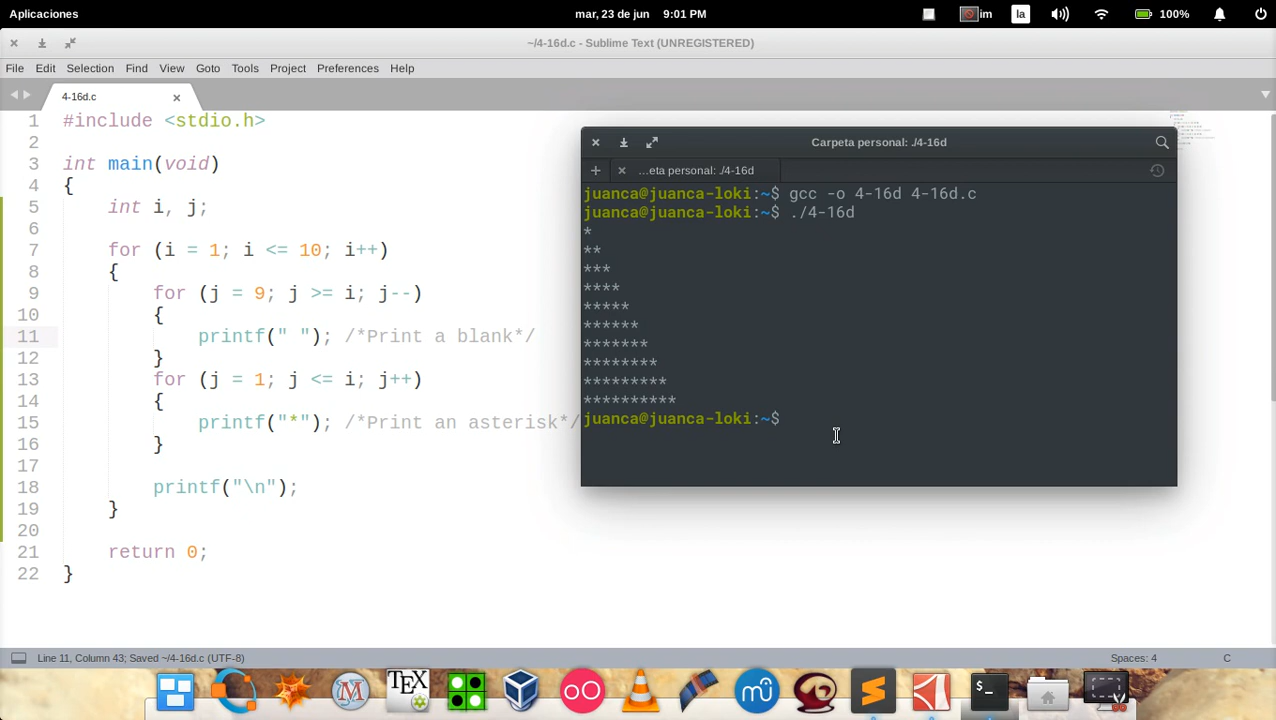 Aplicaciones
mar, 23 de jun 9:01 PM
im la 100%
~/4-16d.c - Sublime Text (UNREGISTERED)
File Edit Selection Find View Goto Tools Project Preferences Help
4-16d.c
1 #include <stdio.h>
2
3 int main(void)
4 {
5 int i, j;
6
7 for (i = 1; i <= 10; i++)
8 {
9 for (j = 9; j >= i; j--)
10 {
11 printf(" "); /*Print a blank*/
12 }
13 for (j = 1; j <= i; j++)
14 {
15 printf("*"); /*Print an asterisk*/
16 }
17
18 printf("\n");
19 }
20
21 return 0;
22 }
Carpeta personal: ./4-16d
…eta personal: ./4-16d
juanca@juanca-loki:~$ gcc -o 4-16d 4-16d.c
juanca@juanca-loki:~$ ./4-16d
*
**
***
****
*****
******
*******
********
*********
**********
juanca@juanca-loki:~$
Line 11, Column 43; Saved ~/4-16d.c (UTF-8)
Spaces: 4
C
TEX